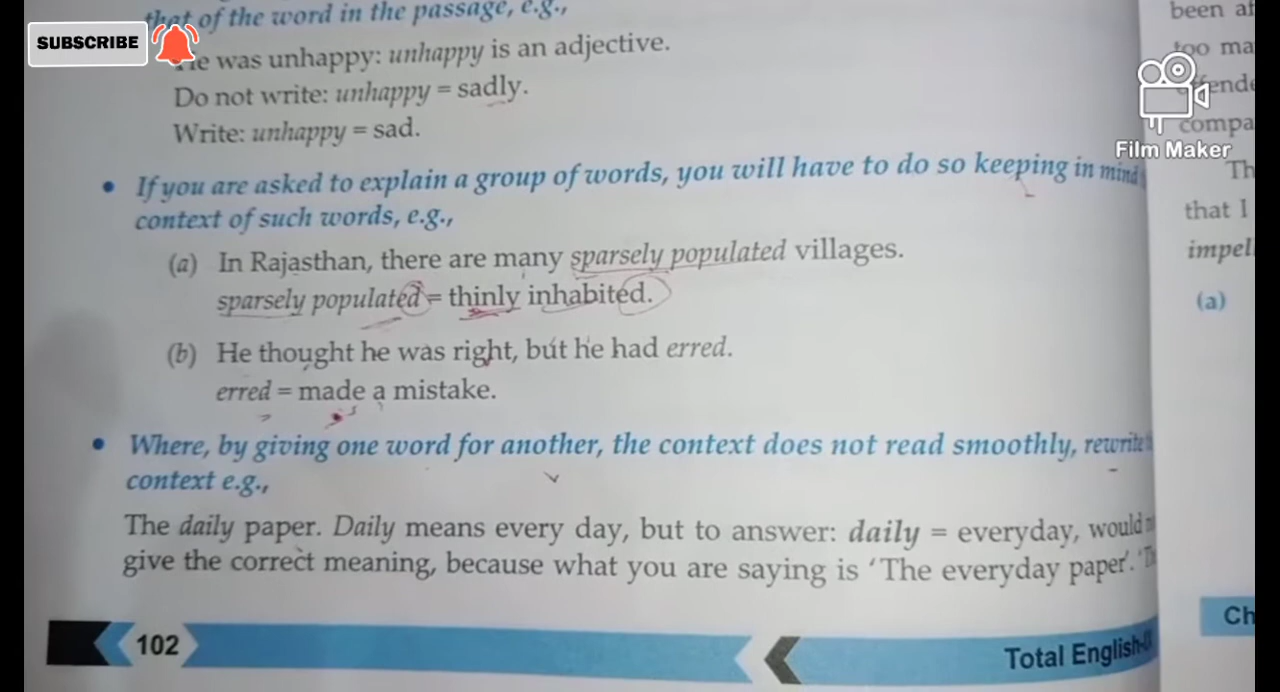 that of the word in the passage, e.g.,
SUBSCRIBE
He was unhappy: unhappy is an adjective.
Do not write: unhappy = sadly.
Write: unhappy = sad.
• If you are asked to explain a group of words, you will have to do so keeping in mind
context of such words, e.g.,
(a) In Rajasthan, there are many sparsely populated villages.
sparsely populated = thinly inhabited.
(b) He thought he was right, but he had erred.
erred = made a mistake.
• Where, by giving one word for another, the context does not read smoothly, rewrite
context e.g.,
The daily paper. Daily means every day, but to answer: daily = everyday, would
give the correct meaning, because what you are saying is 'The everyday paper'.
102
Total English-
been
too
Film Maker
that I
(a)